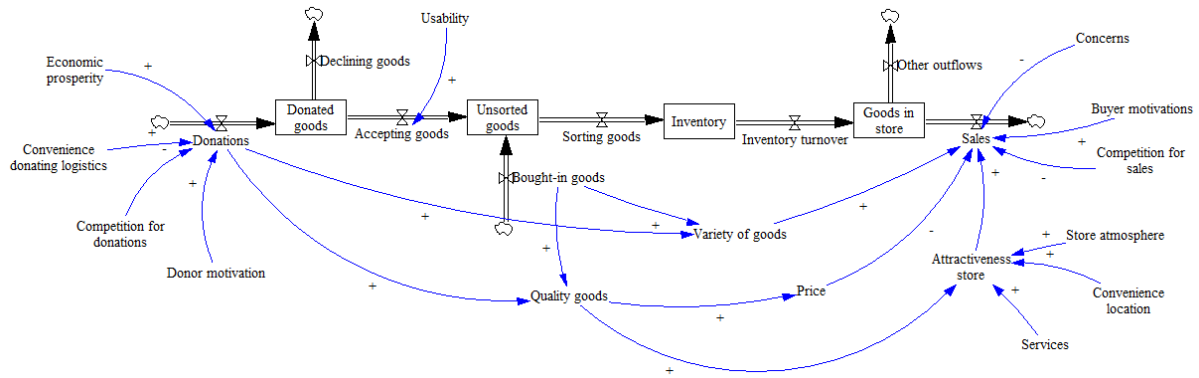 Usability
Concerns
Economic
prosperity
+
Declining goods
+
-
Other outflows
Donated
goods
Unsorted
goods
Inventory
Goods in
store
Buyer motivations
+
Donations
Accepting goods
Sorting goods
Inventory turnover
Sales
+
Convenience
donating logistics
-
Competition for
sales
-
+
+
Bought-in goods
Competition for
donations
+
+
+
Variety of goods
+
-
Store atmosphere
+
+
Donor motivation
+
Attractiveness
store
+
Quality goods
+
Price
+
Convenience
location
Services
+